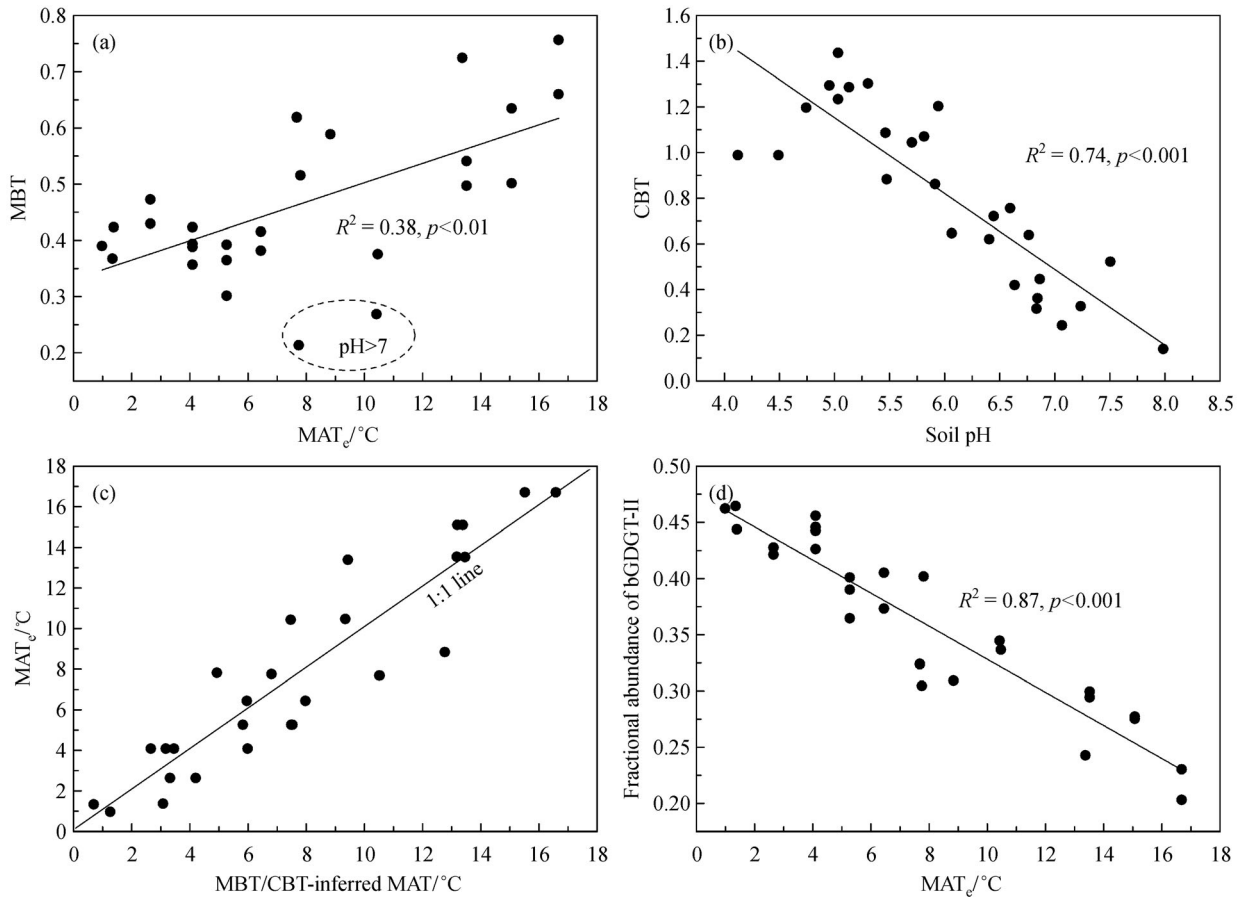 (a)
MBT
0.8
0.7
0.6
0.5
0.4
0.3
0.2
R² = 0.38, p<0.01
pH>7
0 2 4 6 8 10 12 14 16 18
MATₑ/°C
(b)
CBT
1.6
1.4
1.2
1.0
0.8
0.6
0.4
0.2
0.0
R² = 0.74, p<0.001
4.0 4.5 5.0 5.5 6.0 6.5 7.0 7.5 8.0 8.5
Soil pH
(c)
MATₑ/℃
18
16
14
12
10
8
6
4
2
0
1:1 line
0 2 4 6 8 10 12 14 16 18
MBT/CBT-inferred MAT/°C
(d)
Fractional abundance of bGDGT-II
0.50
0.45
0.40
0.35
0.30
0.25
0.20
R² = 0.87, p<0.001
0 2 4 6 8 10 12 14 16 18
MATₑ/°C